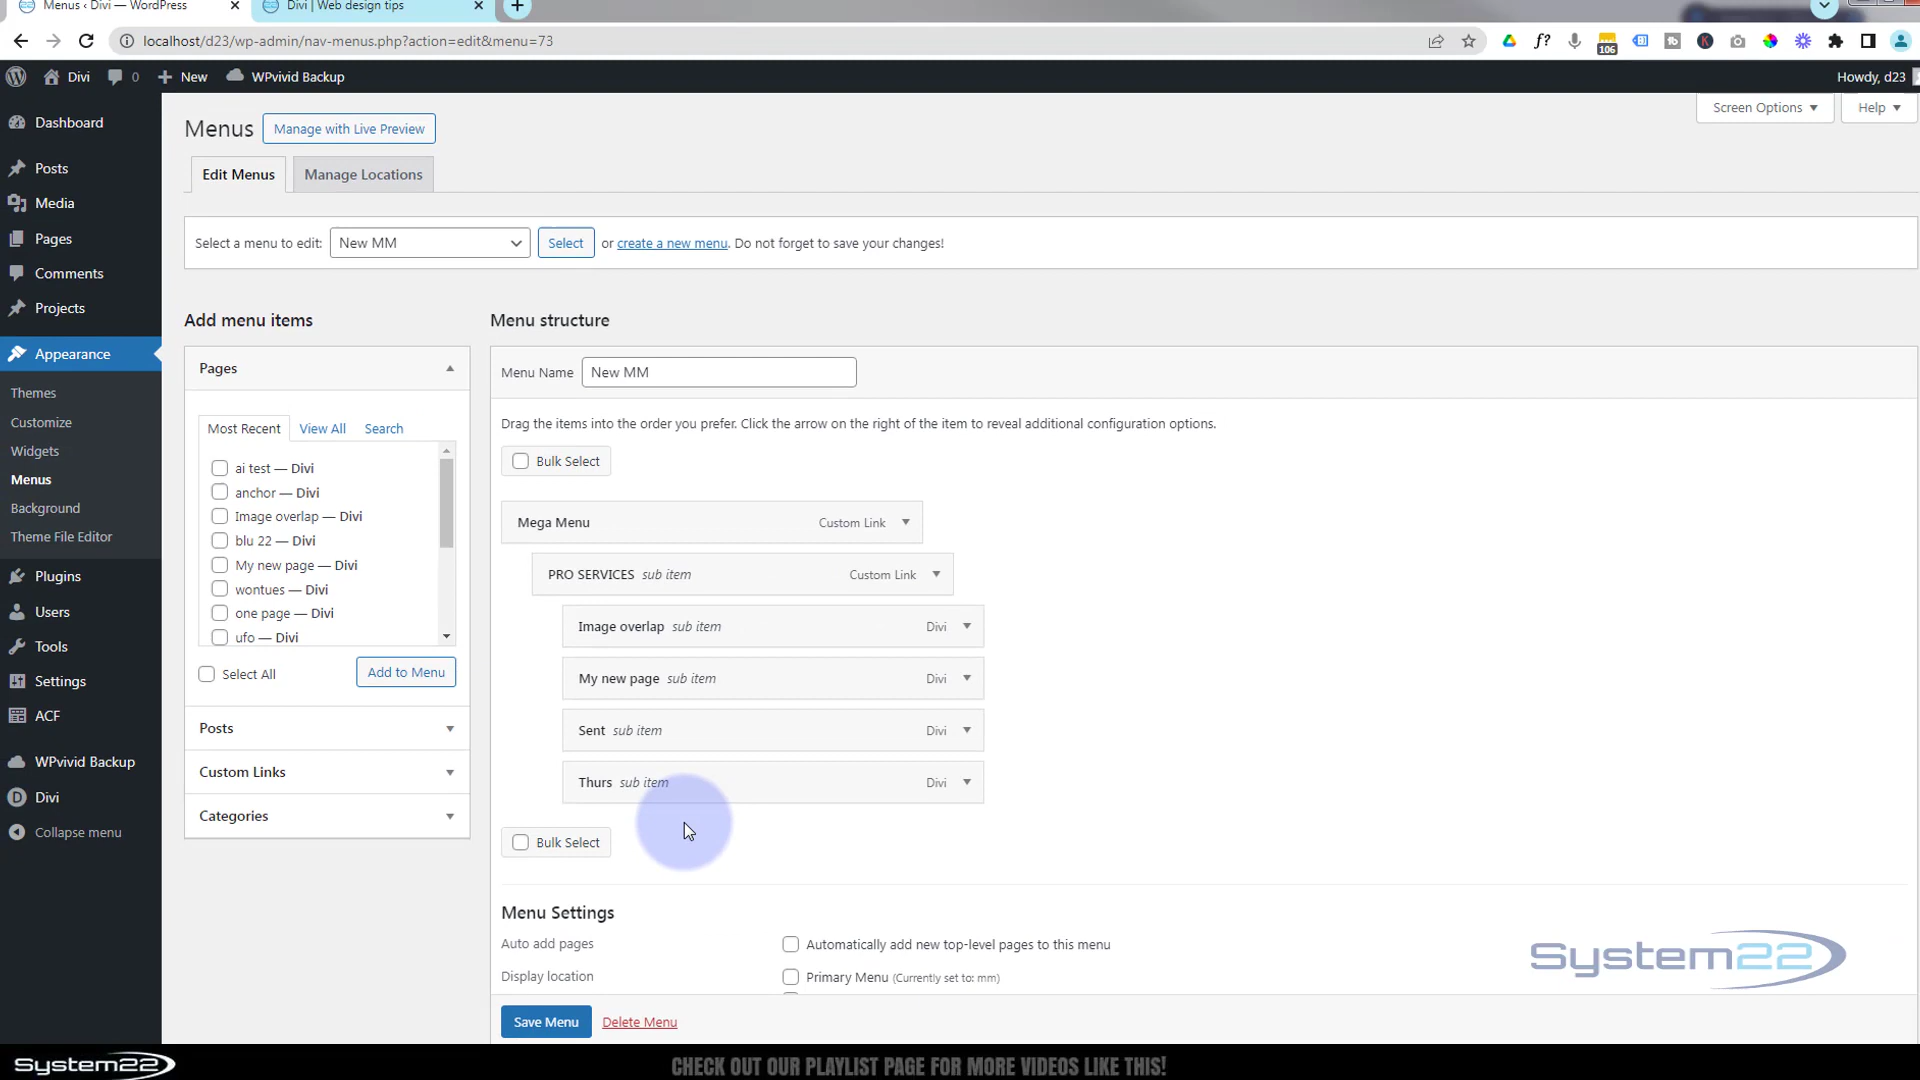 Menus ‹ Divi — WordPress
Divi | Web design tips
localhost/d23/wp-admin/nav-menus.php?action=edit&menu=73
106
Divi
0
New
WPvivid Backup
Howdy, d23
Dashboard
Posts
Media
Pages
Comments
Projects
Appearance
Themes
Customize
Widgets
Menus
Background
Theme File Editor
Plugins
Users
Tools
Settings
ACF
WPvivid Backup
Divi
Collapse menu
Screen Options
Help
Menus
Manage with Live Preview
Edit Menus
Manage Locations
Select a menu to edit:
New MM
Select
or create a new menu. Do not forget to save your changes!
Add menu items
Pages
Most Recent
View All
Search
ai test — Divi
anchor — Divi
Image overlap — Divi
blu 22 — Divi
My new page — Divi
wontues — Divi
one page — Divi
ufo — Divi
Select All
Add to Menu
Posts
Custom Links
Categories
Menu structure
Menu Name
New MM
Drag the items into the order you prefer. Click the arrow on the right of the item to reveal additional configuration options.
Bulk Select
Mega Menu Custom Link
PRO SERVICES sub item Custom Link
Image overlap sub item Divi
My new page sub item Divi
Sent sub item Divi
Thurs sub item Divi
Bulk Select
Menu Settings
Auto add pages
Automatically add new top-level pages to this menu
Display location
Primary Menu (Currently set to: mm)
Save Menu
Delete Menu
System22
System22
CHECK OUT OUR PLAYLIST PAGE FOR MORE VIDEOS LIKE THIS!